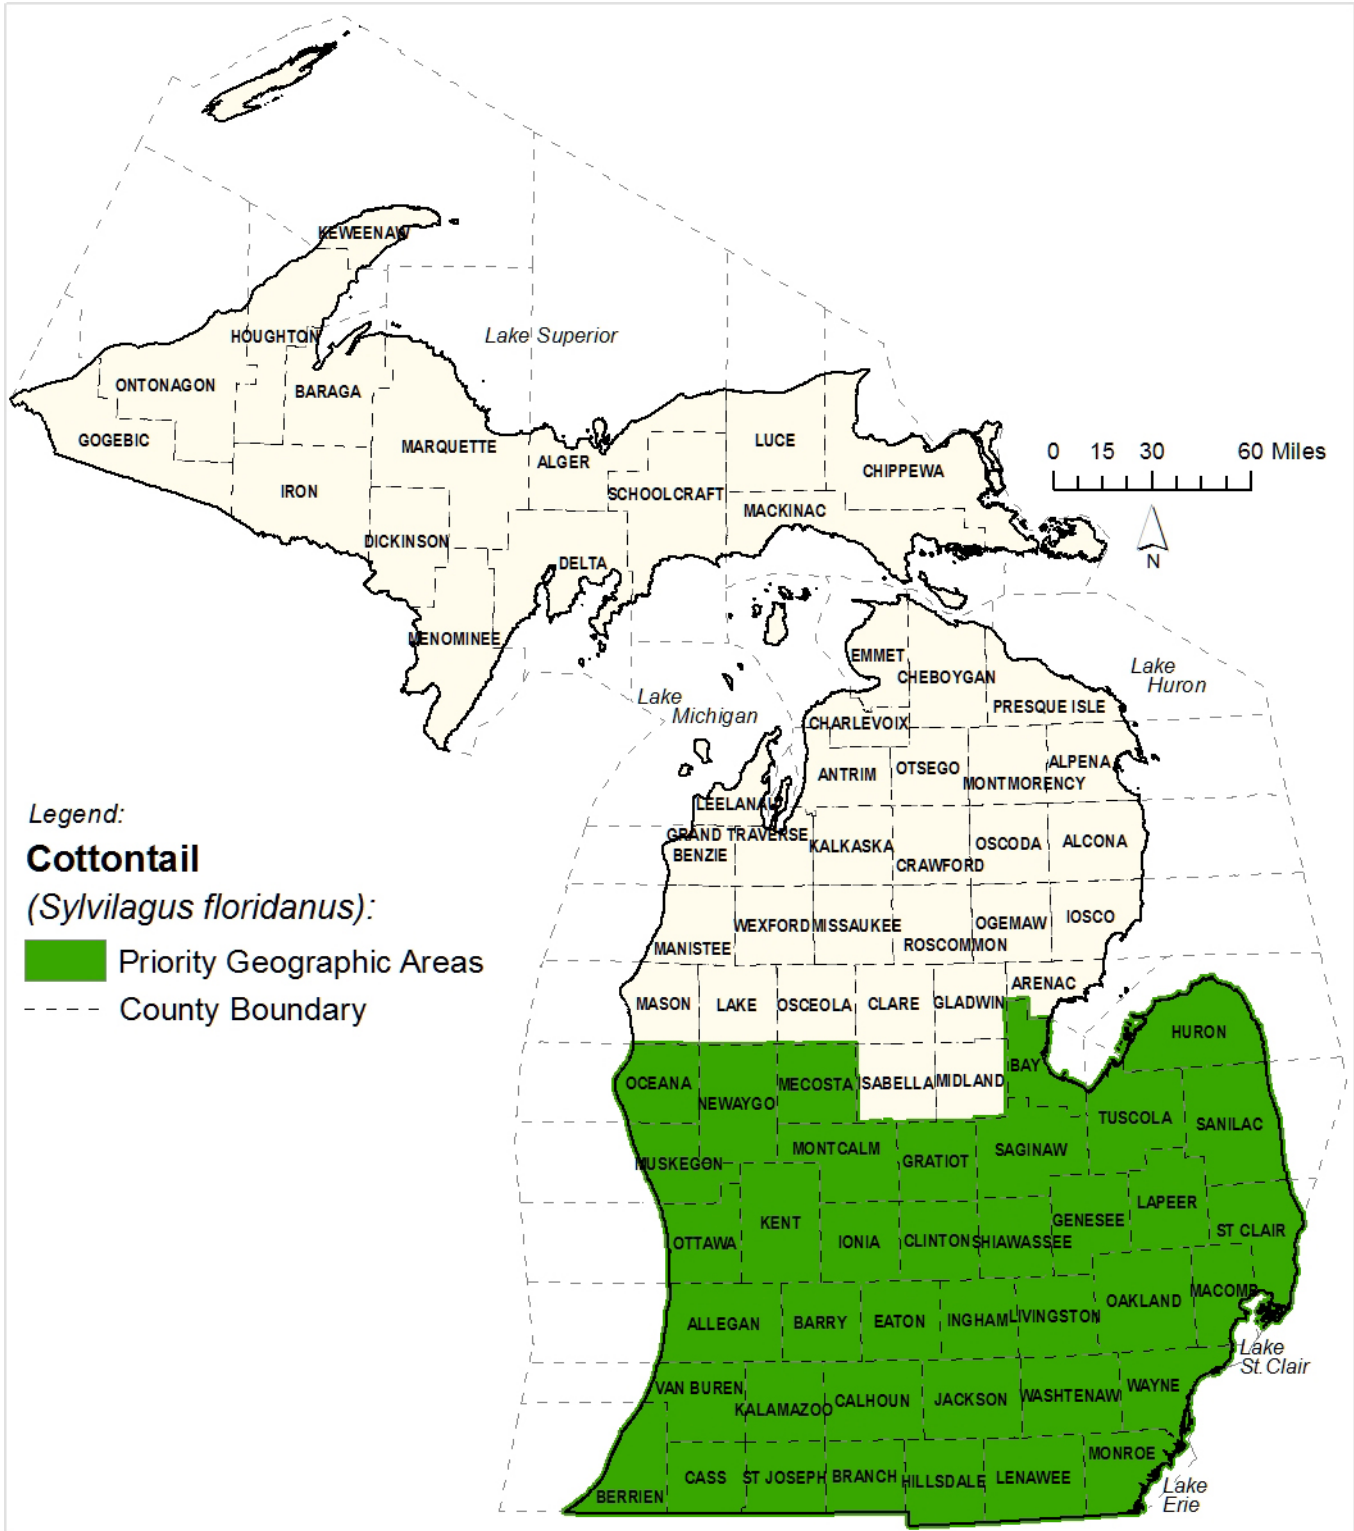 KEWEENAW
HOUGHTON
Lake Superior
ONTONAGON
BARAGA
GOGEBIC
MARQUETTE
LUCE
ALGER
CHIPPEWA
0 15 30 60 Miles
IRON
SCHOOLCRAFT
MACKINAC
DICKINSON
DELTA
N
MENOMINEE
EMMET
CHEBOYGAN
Lake
Huron
Lake
Michigan
PRESQUE ISLE
CHARLEVOIX
ANTRIM
OTSEGO
ALPENA
MONTMORENCY
LEELANAU
GRAND TRAVERSE
BENZIE
KALKASKA
CRAWFORD
OSCODA
ALCONA
Legend:
Cottontail
(Sylvilagus floridanus):
Priority Geographic Areas
County Boundary
MANISTEE
WEXFORD
MISSAUKEE
ROSCOMMON
OGEMAW
IOSCO
MASON
LAKE
OSCEOLA
CLARE
GLADWIN
ARENAC
HURON
OCEANA
NEWAYGO
MECOSTA
ISABELLA
MIDLAND
BAY
TUSCOLA
SANILAC
MUSKEGON
MONTCALM
GRATIOT
SAGINAW
LAPEER
GENESEE
ST CLAIR
OTTAWA
KENT
IONIA
CLINTON
SHIAWASSEE
MACOMB
OAKLAND
ALLEGAN
BARRY
EATON
INGHAM
LIVINGSTON
Lake
St. Clair
VAN BUREN
KALAMAZOO
CALHOUN
JACKSON
WASHTENAW
WAYNE
MONROE
BERRIEN
CASS
ST JOSEPH
BRANCH
HILLSDALE
LENAWEE
Lake
Erie